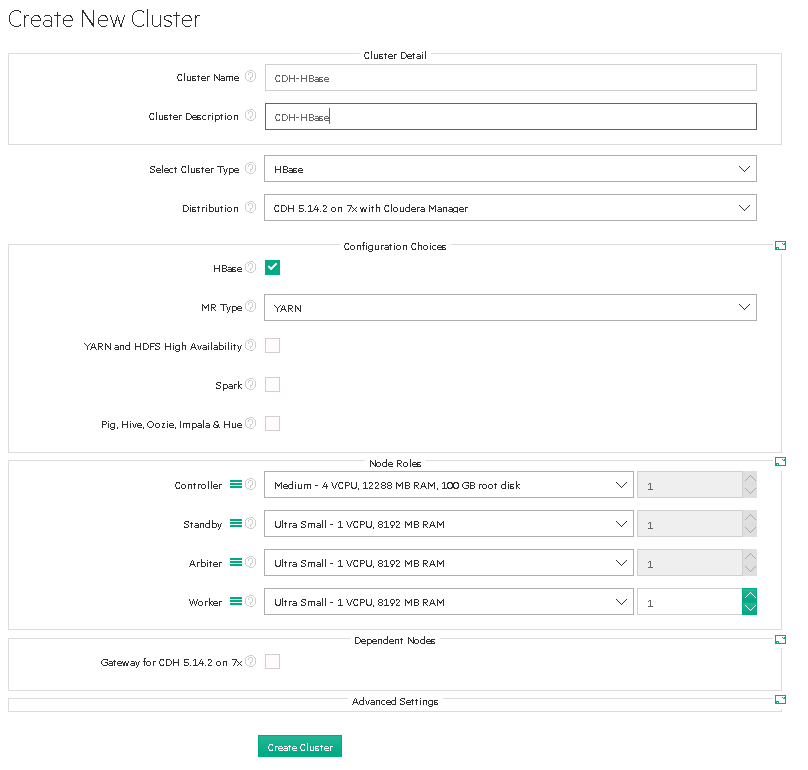 Create New Cluster
Cluster Detail
Cluster Name ? CDH-HBase
Cluster Description ? CDH-HBase
Select Cluster Type ? HBase
Distribution ? CDH 5.14.2 on 7x with Cloudera Manager
Configuration Choices
HBase ?
MR Type ? YARN
YARN and HDFS High Availability ?
Spark ?
Pig, Hive, Oozie, Impala & Hue ?
Node Roles
Controller ? Medium - 4 VCPU, 12288 MB RAM, 100 GB root disk 1
Standby ? Ultra Small - 1 VCPU, 8192 MB RAM 1
Arbiter ? Ultra Small - 1 VCPU, 8192 MB RAM 1
Worker ? Ultra Small - 1 VCPU, 8192 MB RAM 1
Dependent Nodes
Gateway for CDH 5.14.2 on 7x ?
Advanced Settings
Create Cluster